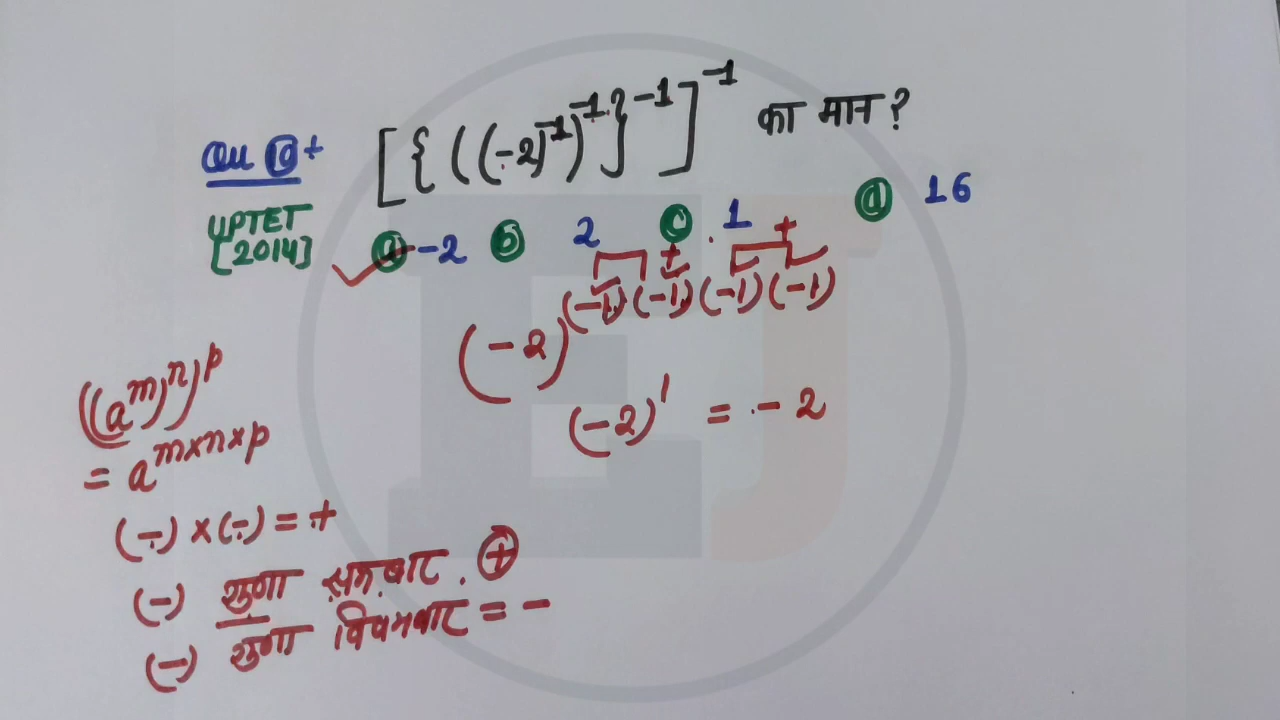 Qu 10 → [{((-2)⁻¹)⁻¹}⁻¹]⁻¹ का मान ?
UPTET [2014]
a -2 b 2 c 1 d 16
+ +
(-2)^(-1)(-1)(-1)(-1)
(-2)¹ = -2
((a^m)^n)^p
= a^m×n×p
(-) × (-) = +
(-) गुणा समबार +
(-) गुणा विषमबार = -
EJ